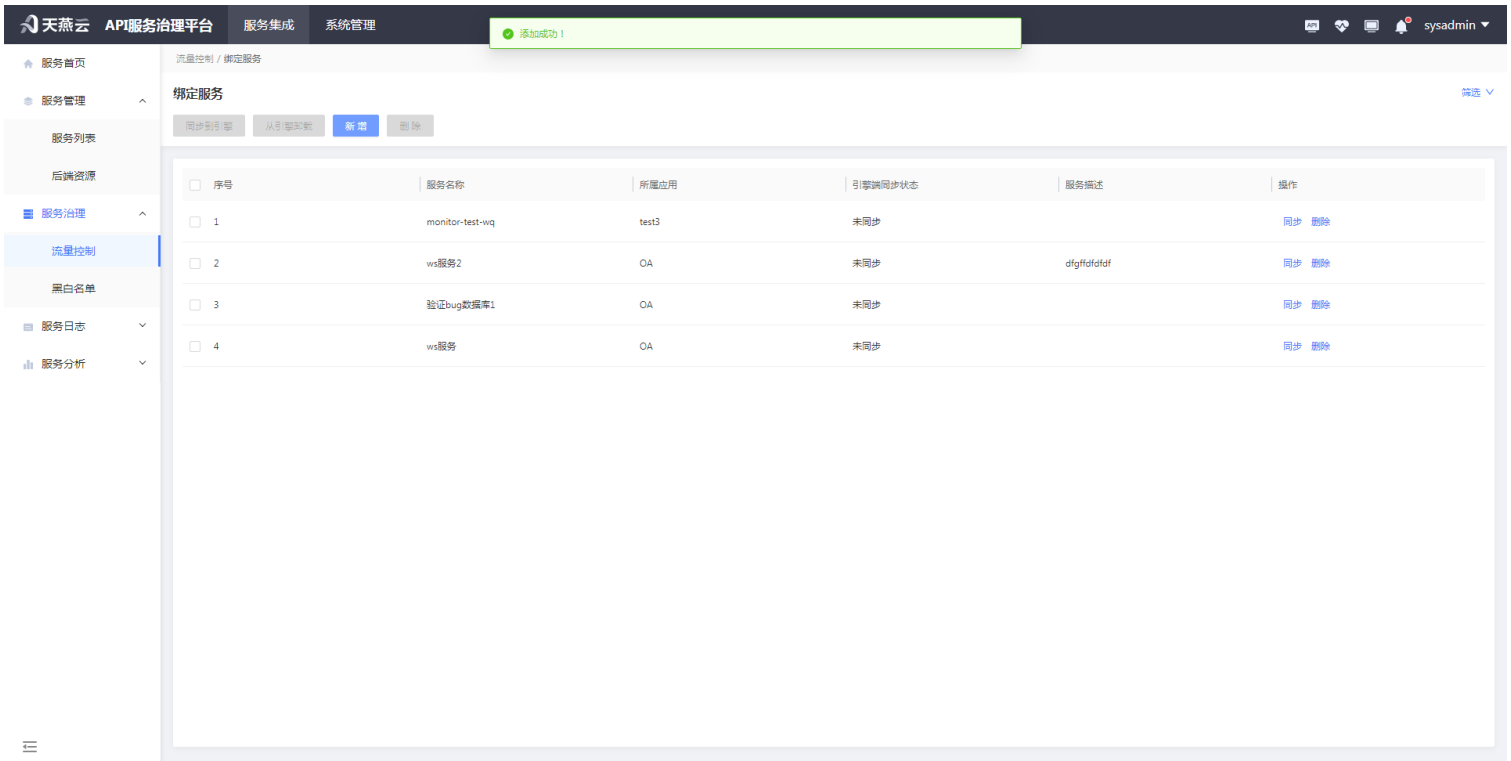 天燕云 API服务治理平台 服务集成 系统管理 添加成功！ API sysadmin
服务首页
服务管理
服务列表
后端资源
服务治理
流量控制
黑白名单
服务日志
服务分析
流量控制 / 绑定服务
绑定服务 筛选
同步到引擎 从引擎卸载 新增 删除
序号 服务名称 所属应用 引擎端同步状态 服务描述 操作
1 monitor-test-wq test3 未同步 同步 删除
2 ws服务2 OA 未同步 dfgffdfdfdf 同步 删除
3 验证bug数据库1 OA 未同步 同步 删除
4 ws服务 OA 未同步 同步 删除